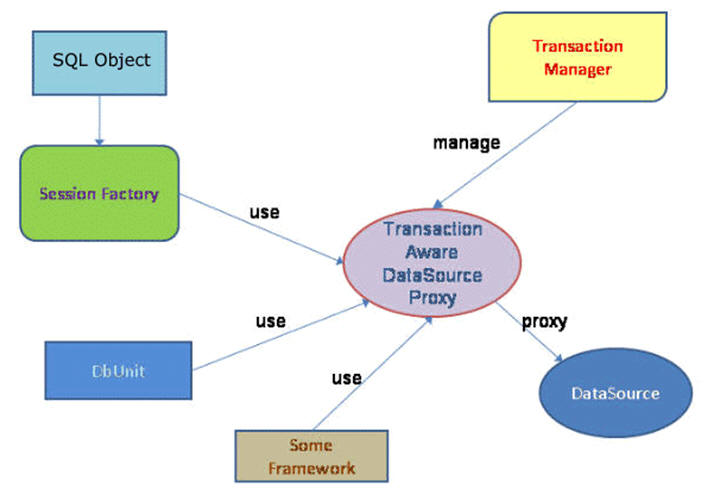 SQL Object
Transaction
Manager
manage
Session Factory
use
Transaction
Aware
DataSource
Proxy
use
proxy
DbUnit
use
DataSource
Some
Framework